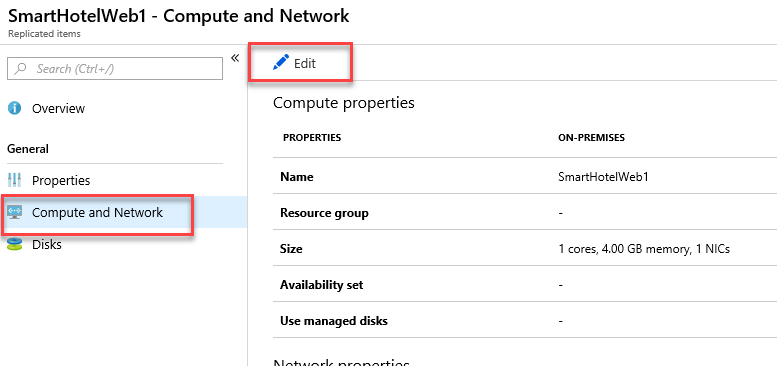 SmartHotelWeb1 - Compute and Network
Replicated items
Search (Ctrl+/)
«
Edit
Overview
General
Properties
Compute and Network
Disks
Compute properties
PROPERTIES ON-PREMISES
Name SmartHotelWeb1
Resource group -
Size 1 cores, 4.00 GB memory, 1 NICs
Availability set -
Use managed disks -
Network properties